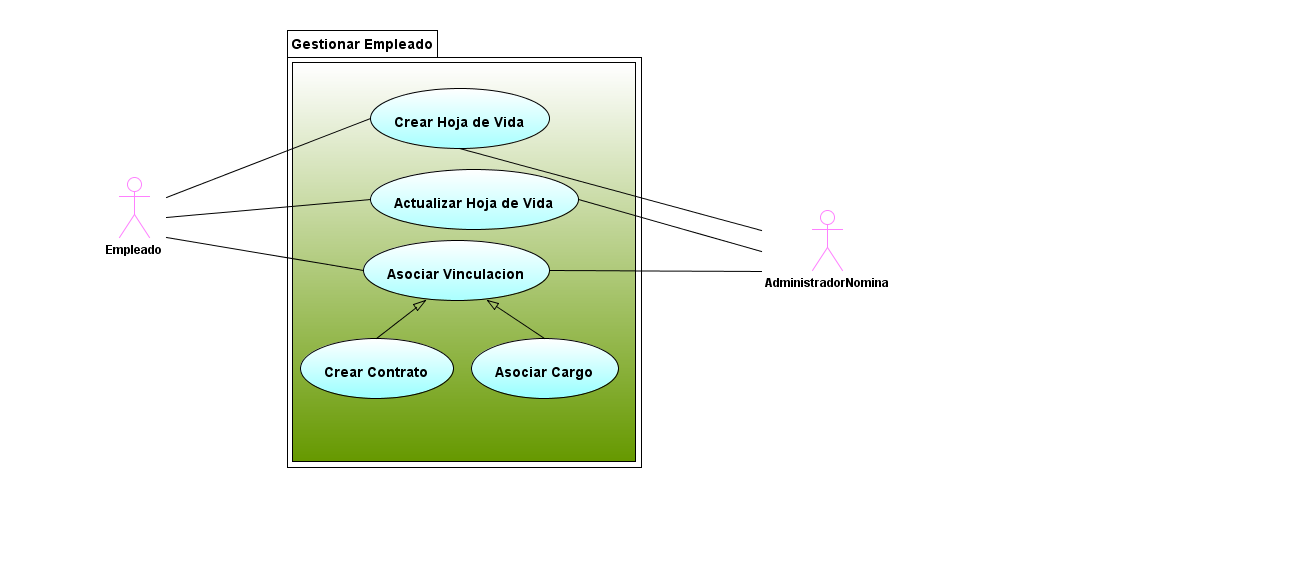 Gestionar Empleado
Crear Hoja de Vida
Actualizar Hoja de Vida
Empleado
Asociar Vinculacion
AdministradorNomina
Crear Contrato
Asociar Cargo